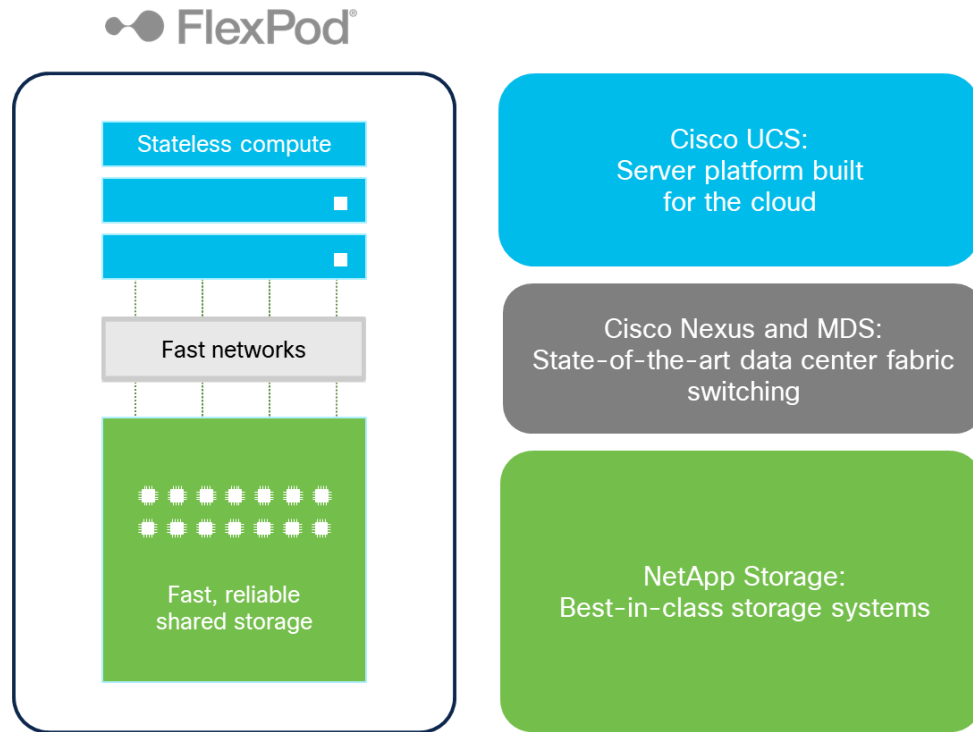 FlexPod®
Stateless compute
Fast networks
Fast, reliable
shared storage
Cisco UCS:
Server platform built
for the cloud
Cisco Nexus and MDS:
State-of-the-art data center fabric
switching
NetApp Storage:
Best-in-class storage systems